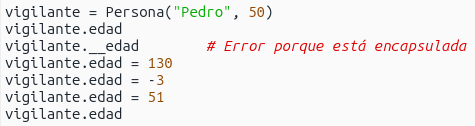 vigilante = Persona("Pedro", 50)
vigilante.edad
vigilante.__edad        # Error porque está encapsulada
vigilante.edad = 130
vigilante.edad = -3
vigilante.edad = 51
vigilante.edad